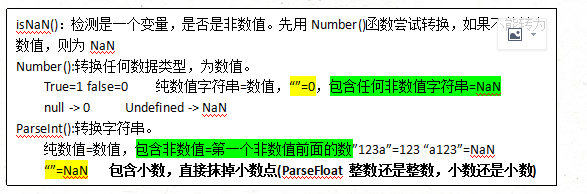 isNaN()：检测是一个变量，是否是非数值。先用 Number()函数尝试转换，如果不能转为
数值，则为 NaN
Number():转换任何数据类型，为数值。
True=1 false=0 纯数值字符串=数值，“”=0，包含任何非数值字符串=NaN
null -> 0 Undefined -> NaN
ParseInt():转换字符串。
纯数值=数值，包含非数值=第一个非数值前面的数”123a”=123 “a123”=NaN
“”=NaN 包含小数，直接抹掉小数点(ParseFloat 整数还是整数，小数还是小数)